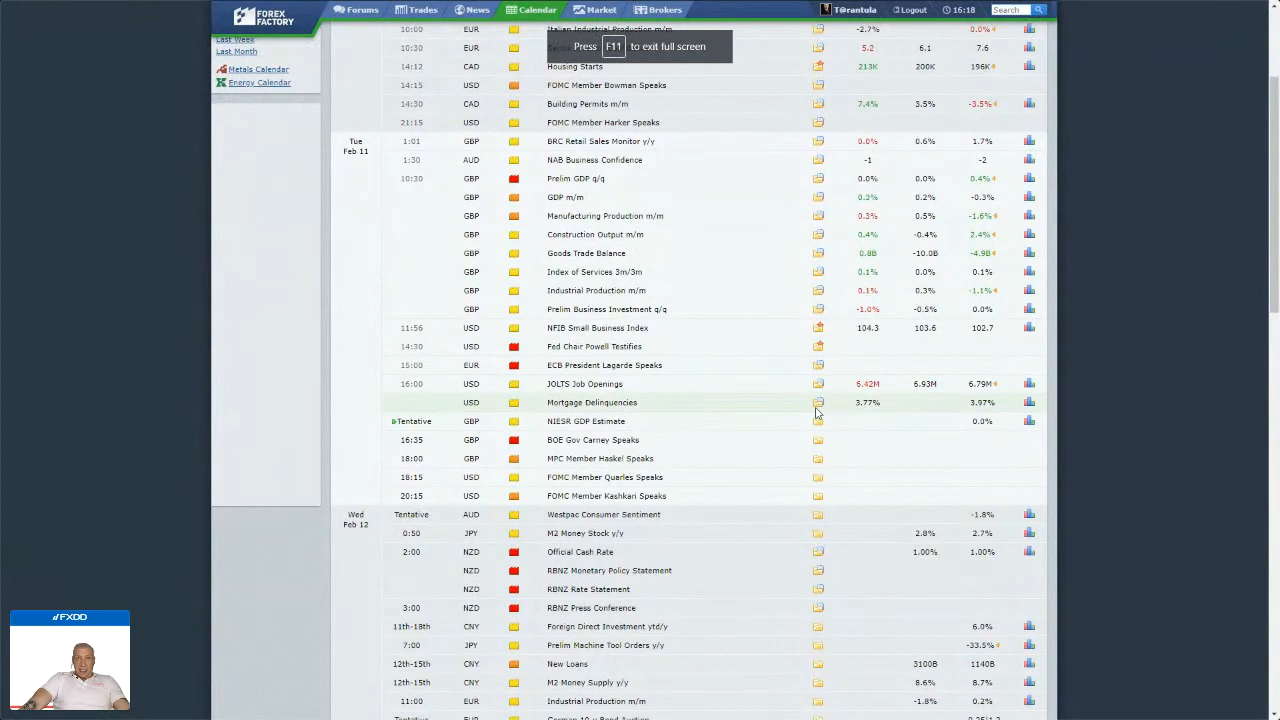 FOREX FACTORY
Forums Trades News Calendar Market Brokers T@rantula Logout 16:18 Search
Press F11 to exit full screen
Last Week
Last Month
Metals Calendar
Energy Calendar
10:00 EUR Italian Industrial Production m/m -2.7% 0.0%
10:30 EUR 5.2 6.1 7.6
14:12 CAD Housing Starts 213K 200K 196K
14:15 USD FOMC Member Bowman Speaks
14:30 CAD Building Permits m/m 7.4% 3.5% -3.5%
21:15 USD FOMC Member Harker Speaks
Tue Feb 11 1:01 GBP BRC Retail Sales Monitor y/y 0.0% 0.6% 1.7%
1:30 AUD NAB Business Confidence -1 -2
10:30 GBP Prelim GDP q/q 0.0% 0.0% 0.4%
GBP GDP m/m 0.3% 0.2% -0.3%
GBP Manufacturing Production m/m 0.3% 0.5% -1.6%
GBP Construction Output m/m 0.4% -0.4% 2.4%
GBP Goods Trade Balance 0.8B -10.0B -4.9B
GBP Index of Services 3m/3m 0.1% 0.0% 0.1%
GBP Industrial Production m/m 0.1% 0.3% -1.1%
GBP Prelim Business Investment q/q -1.0% -0.5% 0.0%
11:56 USD NFIB Small Business Index 104.3 103.6 102.7
14:30 USD Fed Chair Powell Testifies
15:00 EUR ECB President Lagarde Speaks
16:00 USD JOLTS Job Openings 6.42M 6.93M 6.79M
USD Mortgage Delinquencies 3.77% 3.97%
Tentative GBP NIESR GDP Estimate 0.0%
16:35 GBP BOE Gov Carney Speaks
18:00 GBP MPC Member Haskel Speaks
18:15 USD FOMC Member Quarles Speaks
20:15 USD FOMC Member Kashkari Speaks
Wed Feb 12 Tentative AUD Westpac Consumer Sentiment -1.8%
0:50 JPY M2 Money Stock y/y 2.8% 2.7%
2:00 NZD Official Cash Rate 1.00% 1.00%
NZD RBNZ Monetary Policy Statement
NZD RBNZ Rate Statement
3:00 NZD RBNZ Press Conference
11th-18th CNY Foreign Direct Investment ytd/y 6.0%
7:00 JPY Prelim Machine Tool Orders y/y -33.5%
12th-15th CNY New Loans 3100B 1140B
12th-15th CNY M2 Money Supply y/y 8.6% 8.7%
11:00 EUR Industrial Production m/m -1.8% 0.2%
Tentative EUR German 10-y Bond Auction
FXDD